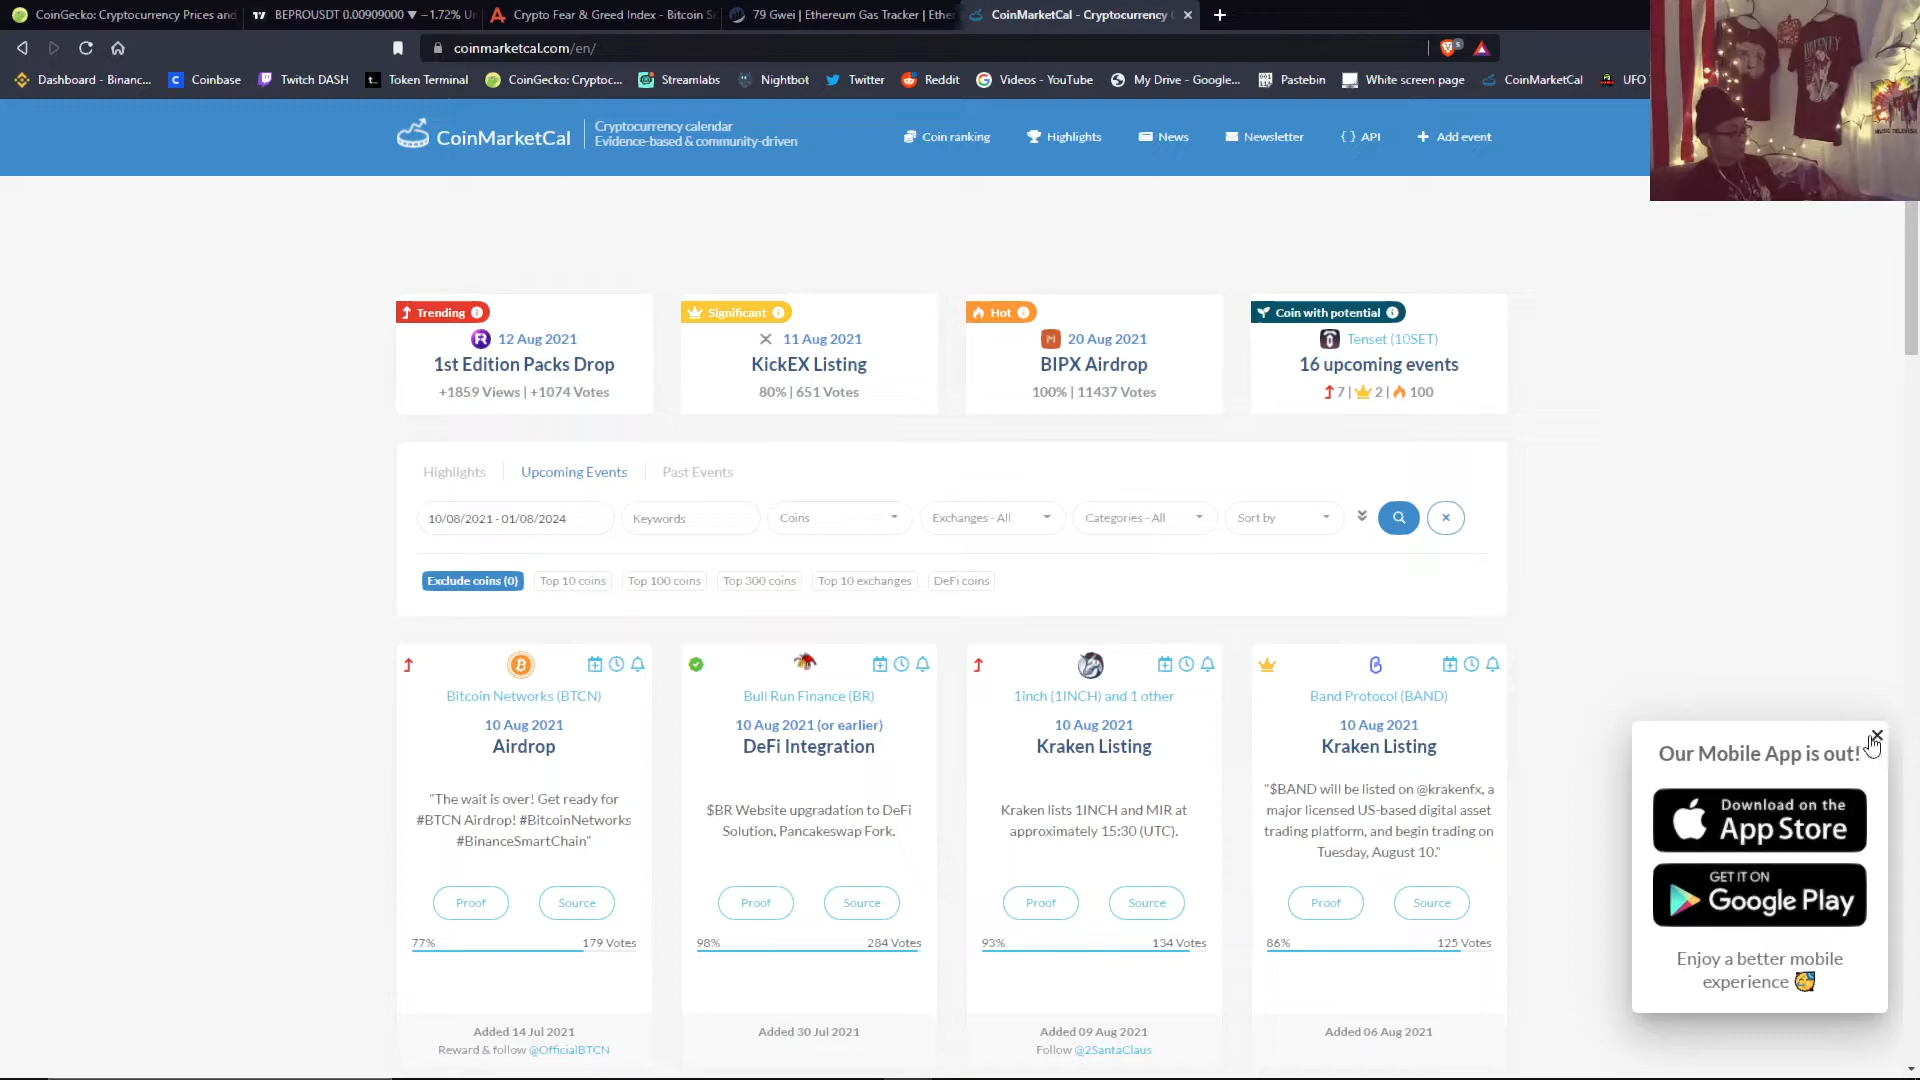 CoinGecko: Cryptocurrency Prices and
BEPROUSDT 0.00909000 ▼ −1.72% U
Crypto Fear & Greed Index - Bitcoin S
79 Gwei | Ethereum Gas Tracker | Ethe
CoinMarketCal - Cryptocurrency
coinmarketcal.com/en/
Dashboard - Binanc...
Coinbase
Twitch DASH
Token Terminal
CoinGecko: Cryptoc...
Streamlabs
Nightbot
Twitter
Reddit
Videos - YouTube
My Drive - Google...
Pastebin
White screen page
CoinMarketCal
UFO
CoinMarketCal
Cryptocurrency calendar
Evidence-based & community-driven
Coin ranking
Highlights
News
Newsletter
{ } API
+ Add event
Trending
12 Aug 2021
1st Edition Packs Drop
+1859 Views | +1074 Votes
Significant
11 Aug 2021
KickEX Listing
80% | 651 Votes
Hot
20 Aug 2021
BIPX Airdrop
100% | 11437 Votes
Coin with potential
Tenset (10SET)
16 upcoming events
7 | 2 | 100
Highlights
Upcoming Events
Past Events
10/08/2021 - 01/08/2024
Keywords
Coins
Exchanges - All
Categories - All
Sort by
Exclude coins (0)
Top 10 coins
Top 100 coins
Top 300 coins
Top 10 exchanges
DeFi coins
Bitcoin Networks (BTCN)
10 Aug 2021
Airdrop
"The wait is over! Get ready for
#BTCN Airdrop! #BitcoinNetworks
#BinanceSmartChain"
Proof
Source
77%
179 Votes
Added 14 Jul 2021
Reward & follow @OfficialBTCN
Bull Run Finance (BR)
10 Aug 2021 (or earlier)
DeFi Integration
$BR Website upgradation to DeFi
Solution, Pancakeswap Fork.
Proof
Source
98%
284 Votes
Added 30 Jul 2021
1inch (1INCH) and 1 other
10 Aug 2021
Kraken Listing
Kraken lists 1INCH and MIR at
approximately 15:30 (UTC).
Proof
Source
93%
134 Votes
Added 09 Aug 2021
Follow @2SantaClaus
Band Protocol (BAND)
10 Aug 2021
Kraken Listing
"$BAND will be listed on @krakenfx, a
major licensed US-based digital asset
trading platform, and begin trading on
Tuesday, August 10."
Proof
Source
86%
125 Votes
Added 06 Aug 2021
Our Mobile App is out!
Download on the
App Store
GET IT ON
Google Play
Enjoy a better mobile
experience